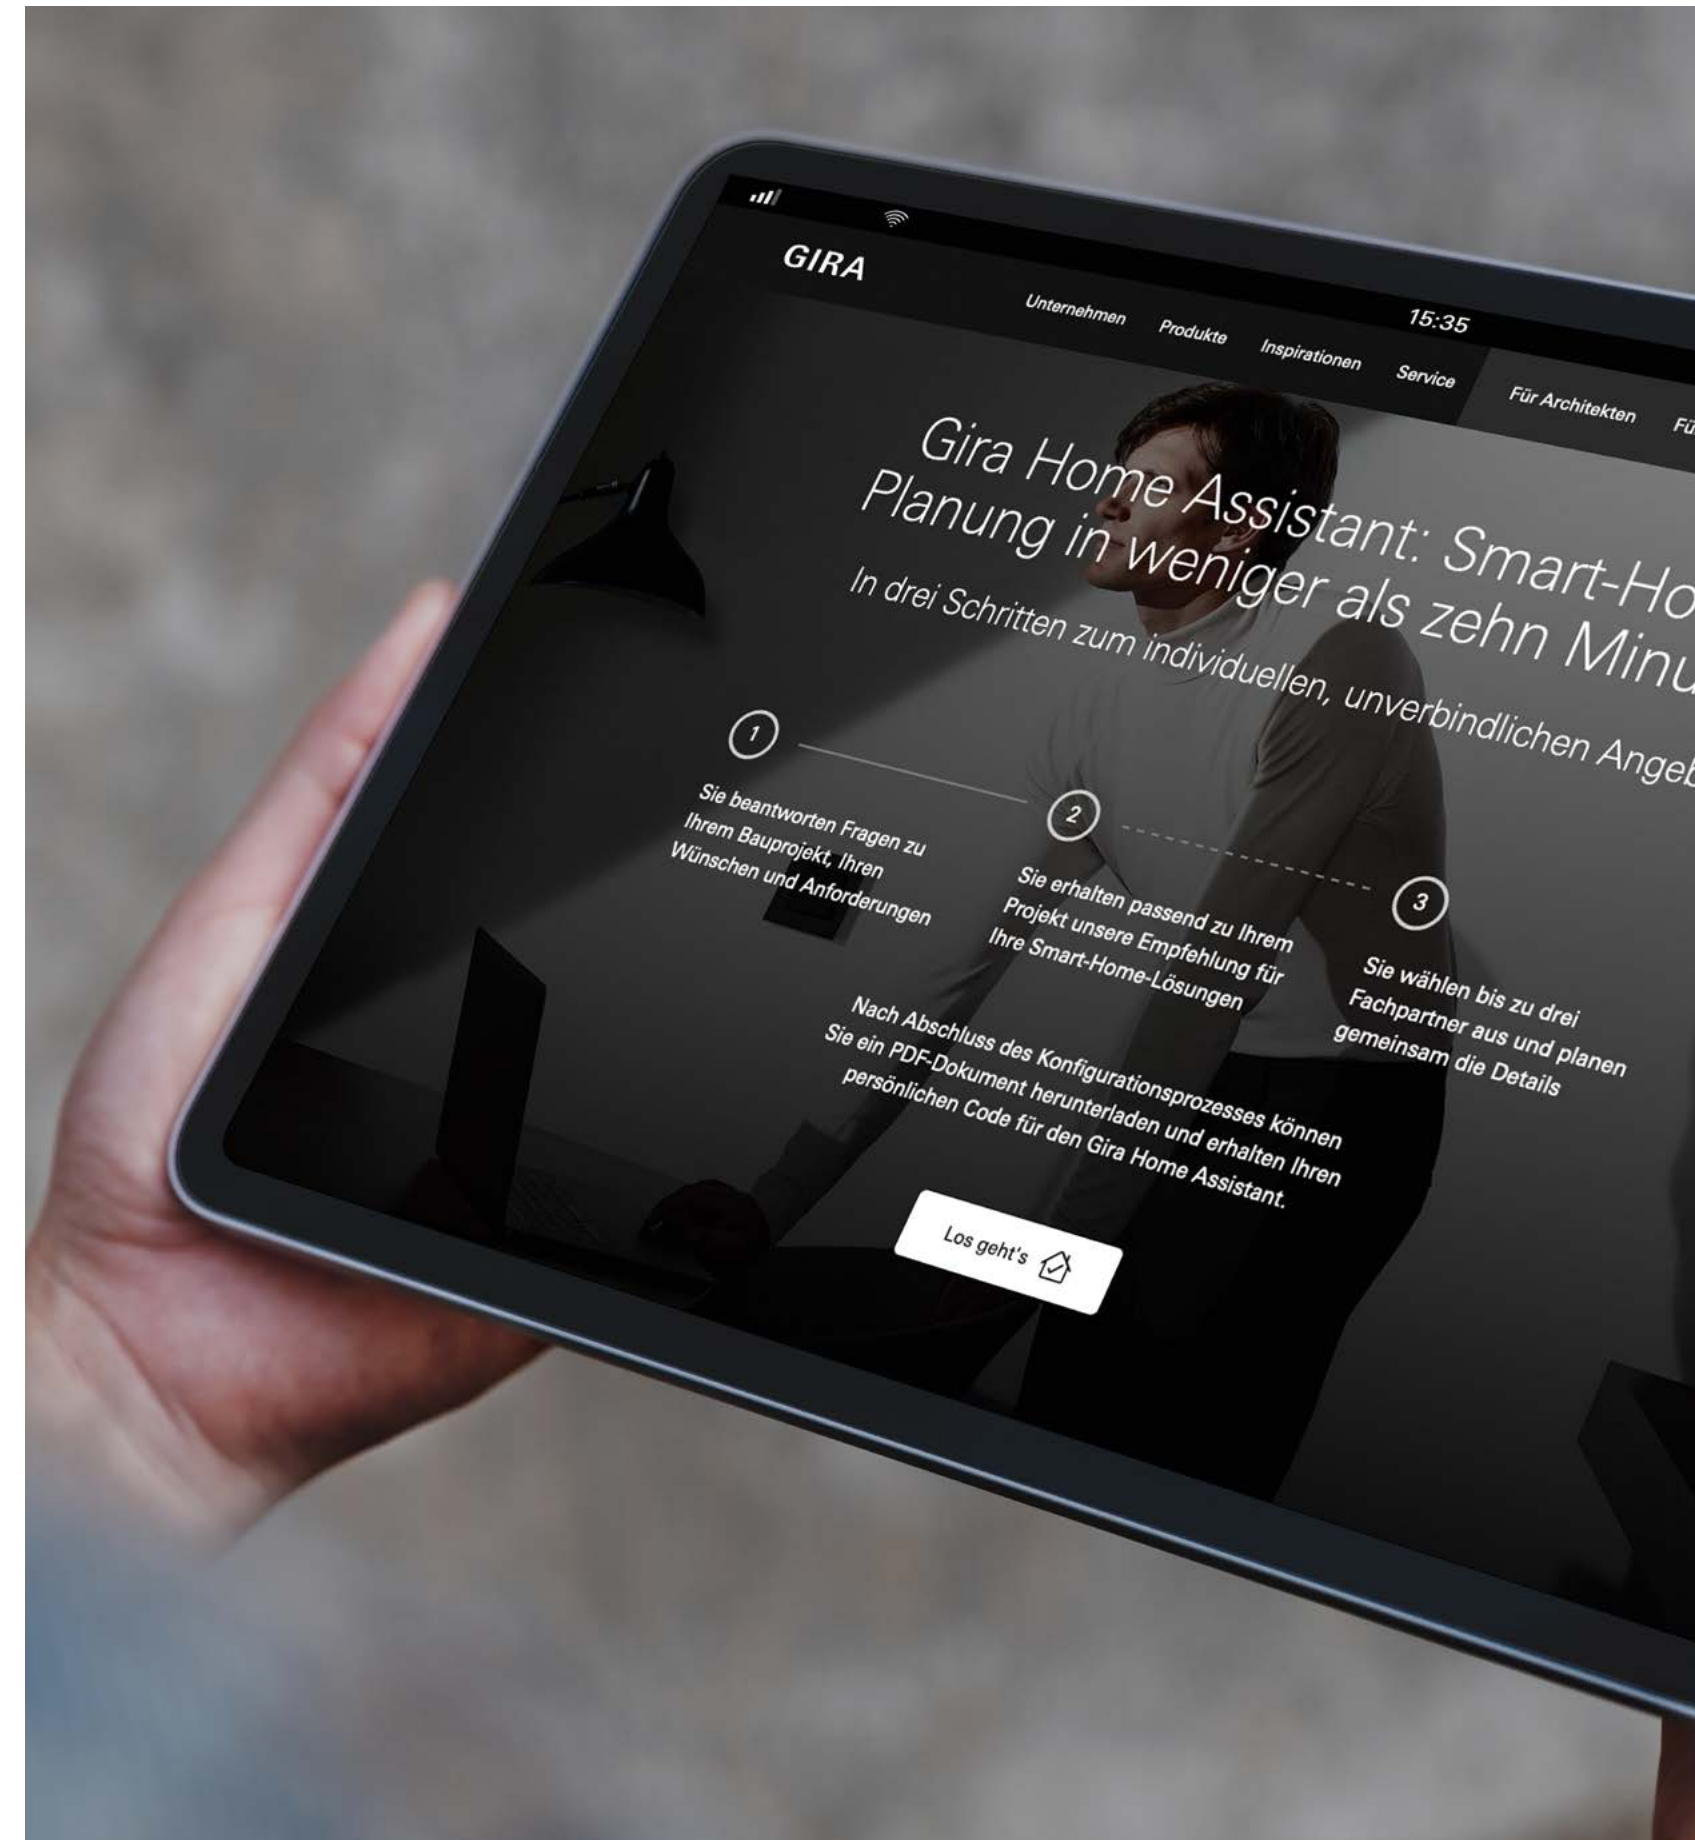 GIRA
15:35
Unternehmen Produkte Inspirationen Service Für Architekten
Gira Home Assistant: Smart-Ho
Planung in weniger als zehn Minu
In drei Schritten zum individuellen, unverbindlichen Angeb
1
Sie beantworten Fragen zu
Ihrem Bauprojekt, Ihren
Wünschen und Anforderungen
2
Sie erhalten passend zu Ihrem
Projekt unsere Empfehlung für
Ihre Smart-Home-Lösungen
3
Sie wählen bis zu drei
Fachpartner aus und planen
gemeinsam die Details
Nach Abschluss des Konfigurationsprozesses können
Sie ein PDF-Dokument herunterladen und erhalten Ihren
persönlichen Code für den Gira Home Assistant.
Los geht's